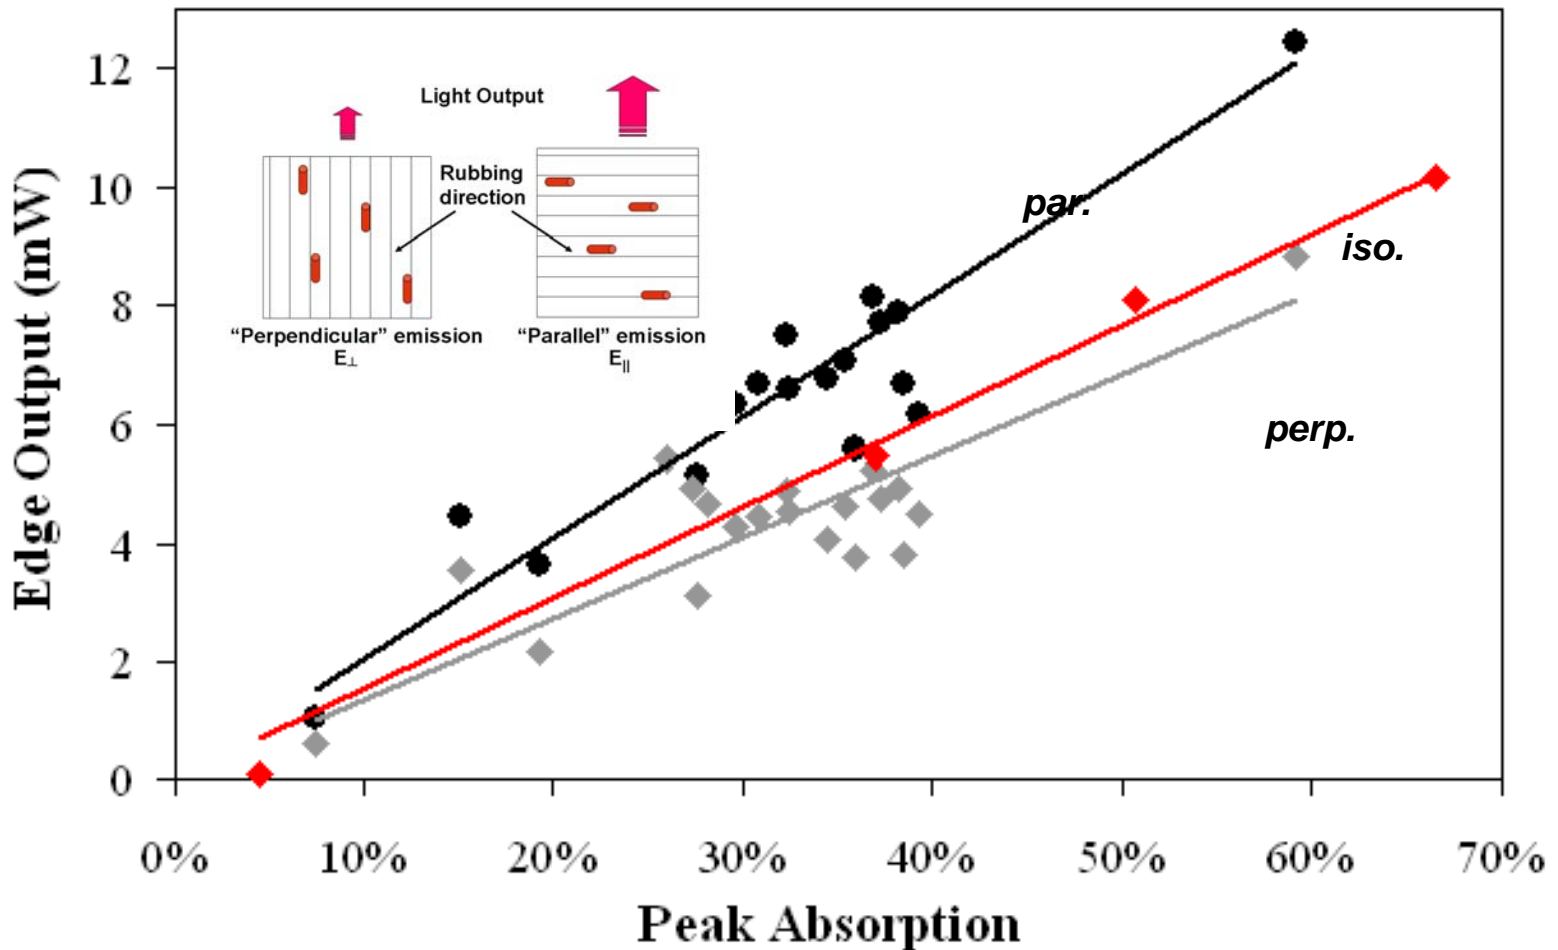 Edge Output (mW)
12
10
8
6
4
2
0
Light Output
Rubbing
direction
“Perpendicular” emission
E⊥
“Parallel” emission
E||
par.
iso.
perp.
0%
10%
20%
30%
40%
50%
60%
70%
Peak Absorption